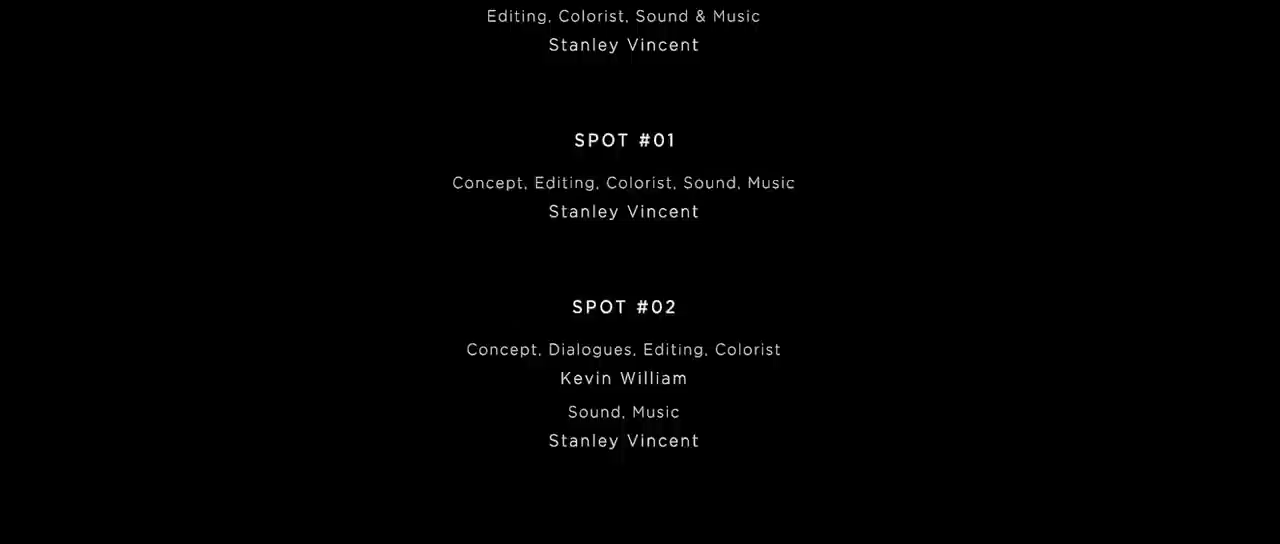 Editing, Colorist, Sound & Music
Stanley Vincent
SPOT #01
Concept, Editing, Colorist, Sound, Music
Stanley Vincent
SPOT #02
Concept, Dialogues, Editing, Colorist
Kevin William
Sound, Music
Stanley Vincent